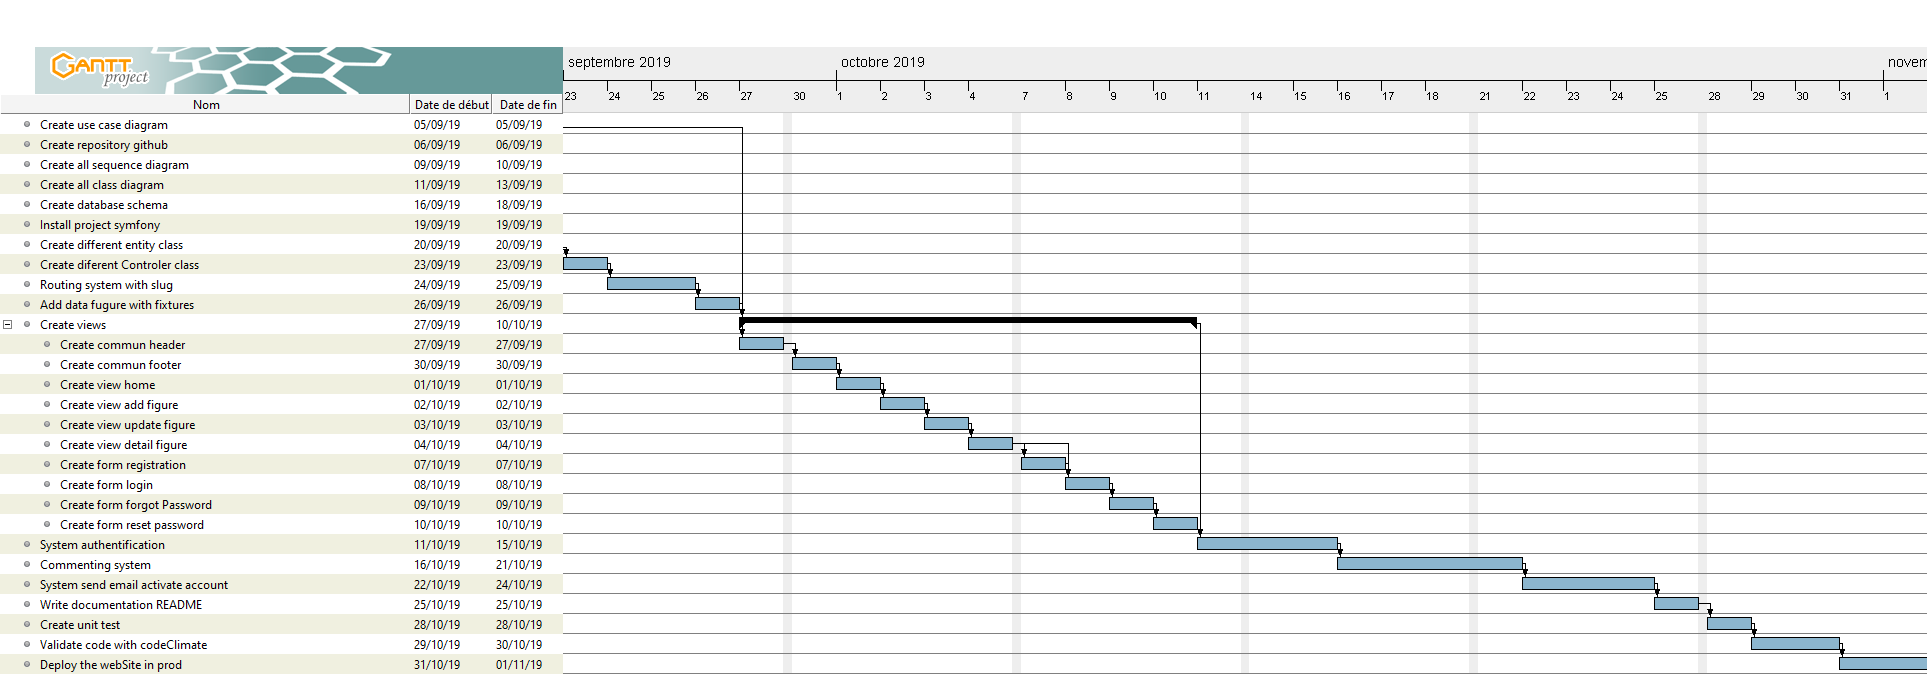 GANTT
project
septembre 2019
octobre 2019
novem
Nom Date de début Date de fin
23 24 25 26 27 30 1 2 3 4 7 8 9 10 11 14 15 16 17 18 21 22 23 24 25 28 29 30 31 1
Create use case diagram 05/09/19 05/09/19
Create repository github 06/09/19 06/09/19
Create all sequence diagram 09/09/19 10/09/19
Create all class diagram 11/09/19 13/09/19
Create database schema 16/09/19 18/09/19
Install project symfony 19/09/19 19/09/19
Create different entity class 20/09/19 20/09/19
Create diferent Controler class 23/09/19 23/09/19
Routing system with slug 24/09/19 25/09/19
Add data fugure with fixtures 26/09/19 26/09/19
Create views 27/09/19 10/10/19
Create commun header 27/09/19 27/09/19
Create commun footer 30/09/19 30/09/19
Create view home 01/10/19 01/10/19
Create view add figure 02/10/19 02/10/19
Create view update figure 03/10/19 03/10/19
Create view detail figure 04/10/19 04/10/19
Create form registration 07/10/19 07/10/19
Create form login 08/10/19 08/10/19
Create form forgot Password 09/10/19 09/10/19
Create form reset password 10/10/19 10/10/19
System authentification 11/10/19 15/10/19
Commenting system 16/10/19 21/10/19
System send email activate account 22/10/19 24/10/19
Write documentation README 25/10/19 25/10/19
Create unit test 28/10/19 28/10/19
Validate code with codeClimate 29/10/19 30/10/19
Deploy the webSite in prod 31/10/19 01/11/19